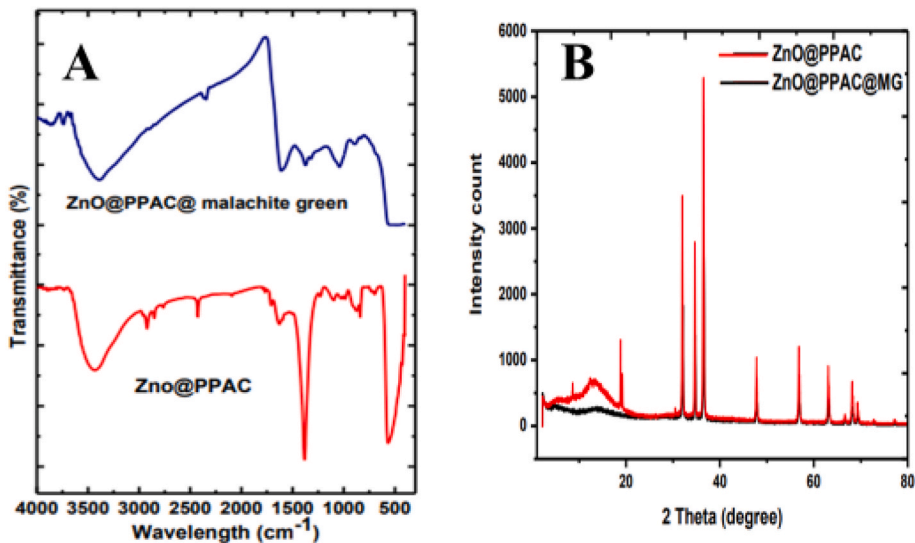 A
ZnO@PPAC@ malachite green
Zno@PPAC
Transmittance (%)
4000 3500 3000 2500 2000 1500 1000 500
Wavelength (cm-1)
B
ZnO@PPAC
ZnO@PPAC@MG
Intensity count
6000
5000
4000
3000
2000
1000
0
20 40 60 80
2 Theta (degree)